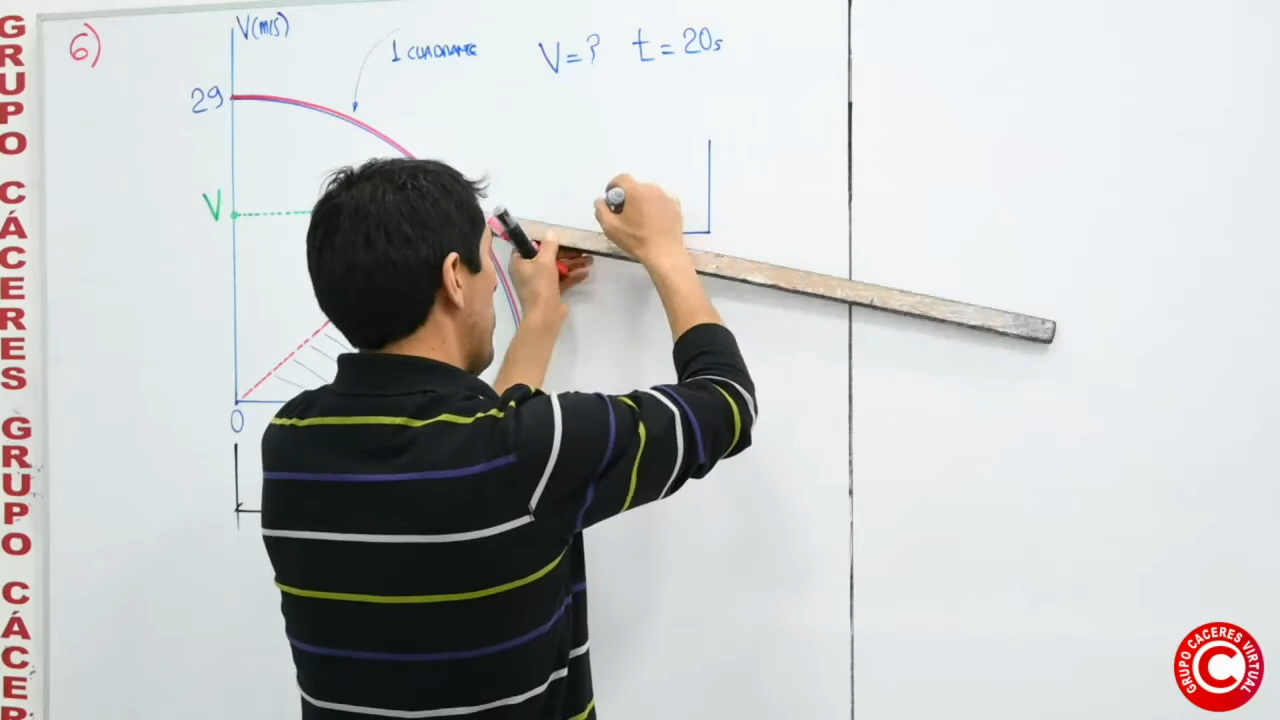 GRUPO CÁCERES GRUPO CÁCER
6)
V(m/s)
1 CUADRANTE
V=? t=20s
29
V
0
GRUPO CACERES VIRTUAL
C